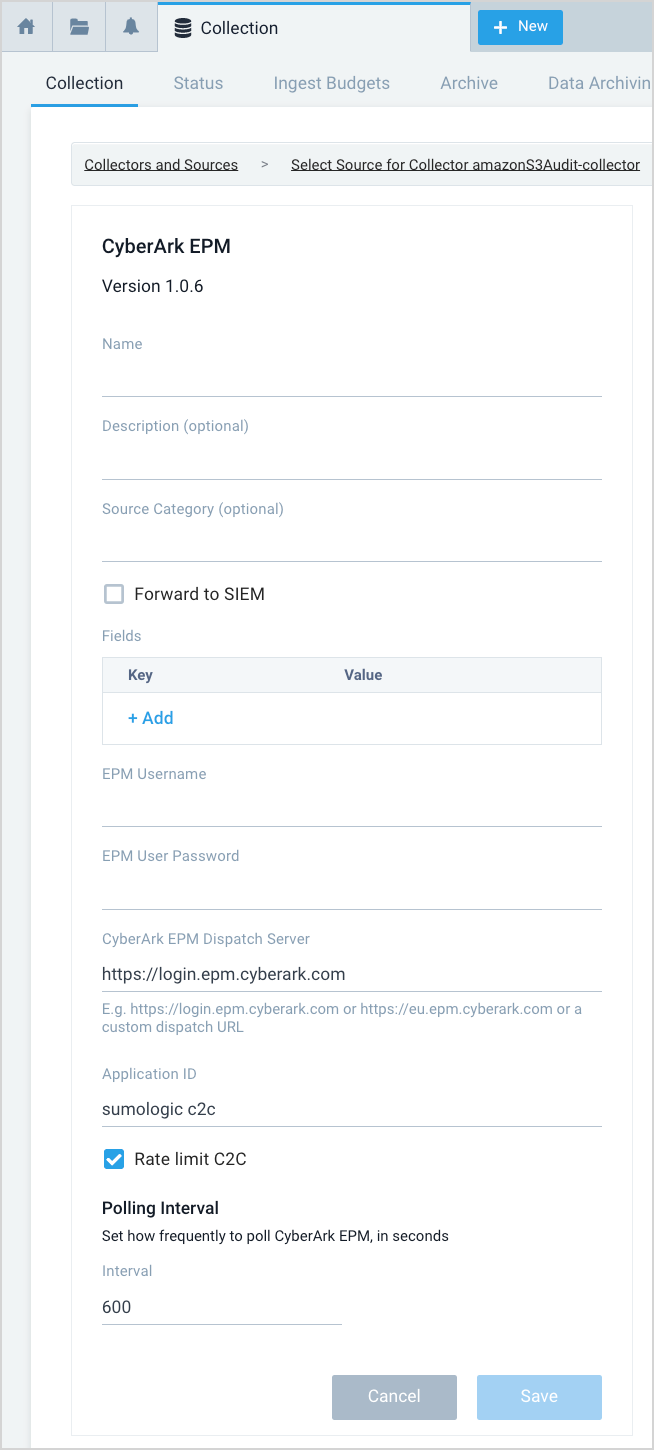 Collection
+ New
Collection Status Ingest Budgets Archive Data Archivin
Collectors and Sources > Select Source for Collector amazonS3Audit-collector
CyberArk EPM
Version 1.0.6
Name
Description (optional)
Source Category (optional)
Forward to SIEM
Fields
Key Value
+ Add
EPM Username
EPM User Password
CyberArk EPM Dispatch Server
https://login.epm.cyberark.com
E.g. https://login.epm.cyberark.com or https://eu.epm.cyberark.com or a
custom dispatch URL
Application ID
sumologic c2c
Rate limit C2C
Polling Interval
Set how frequently to poll CyberArk EPM, in seconds
Interval
600
Cancel Save